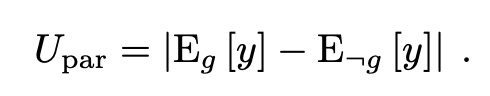 U_par = |E_g [y] − E_¬g [y]| .